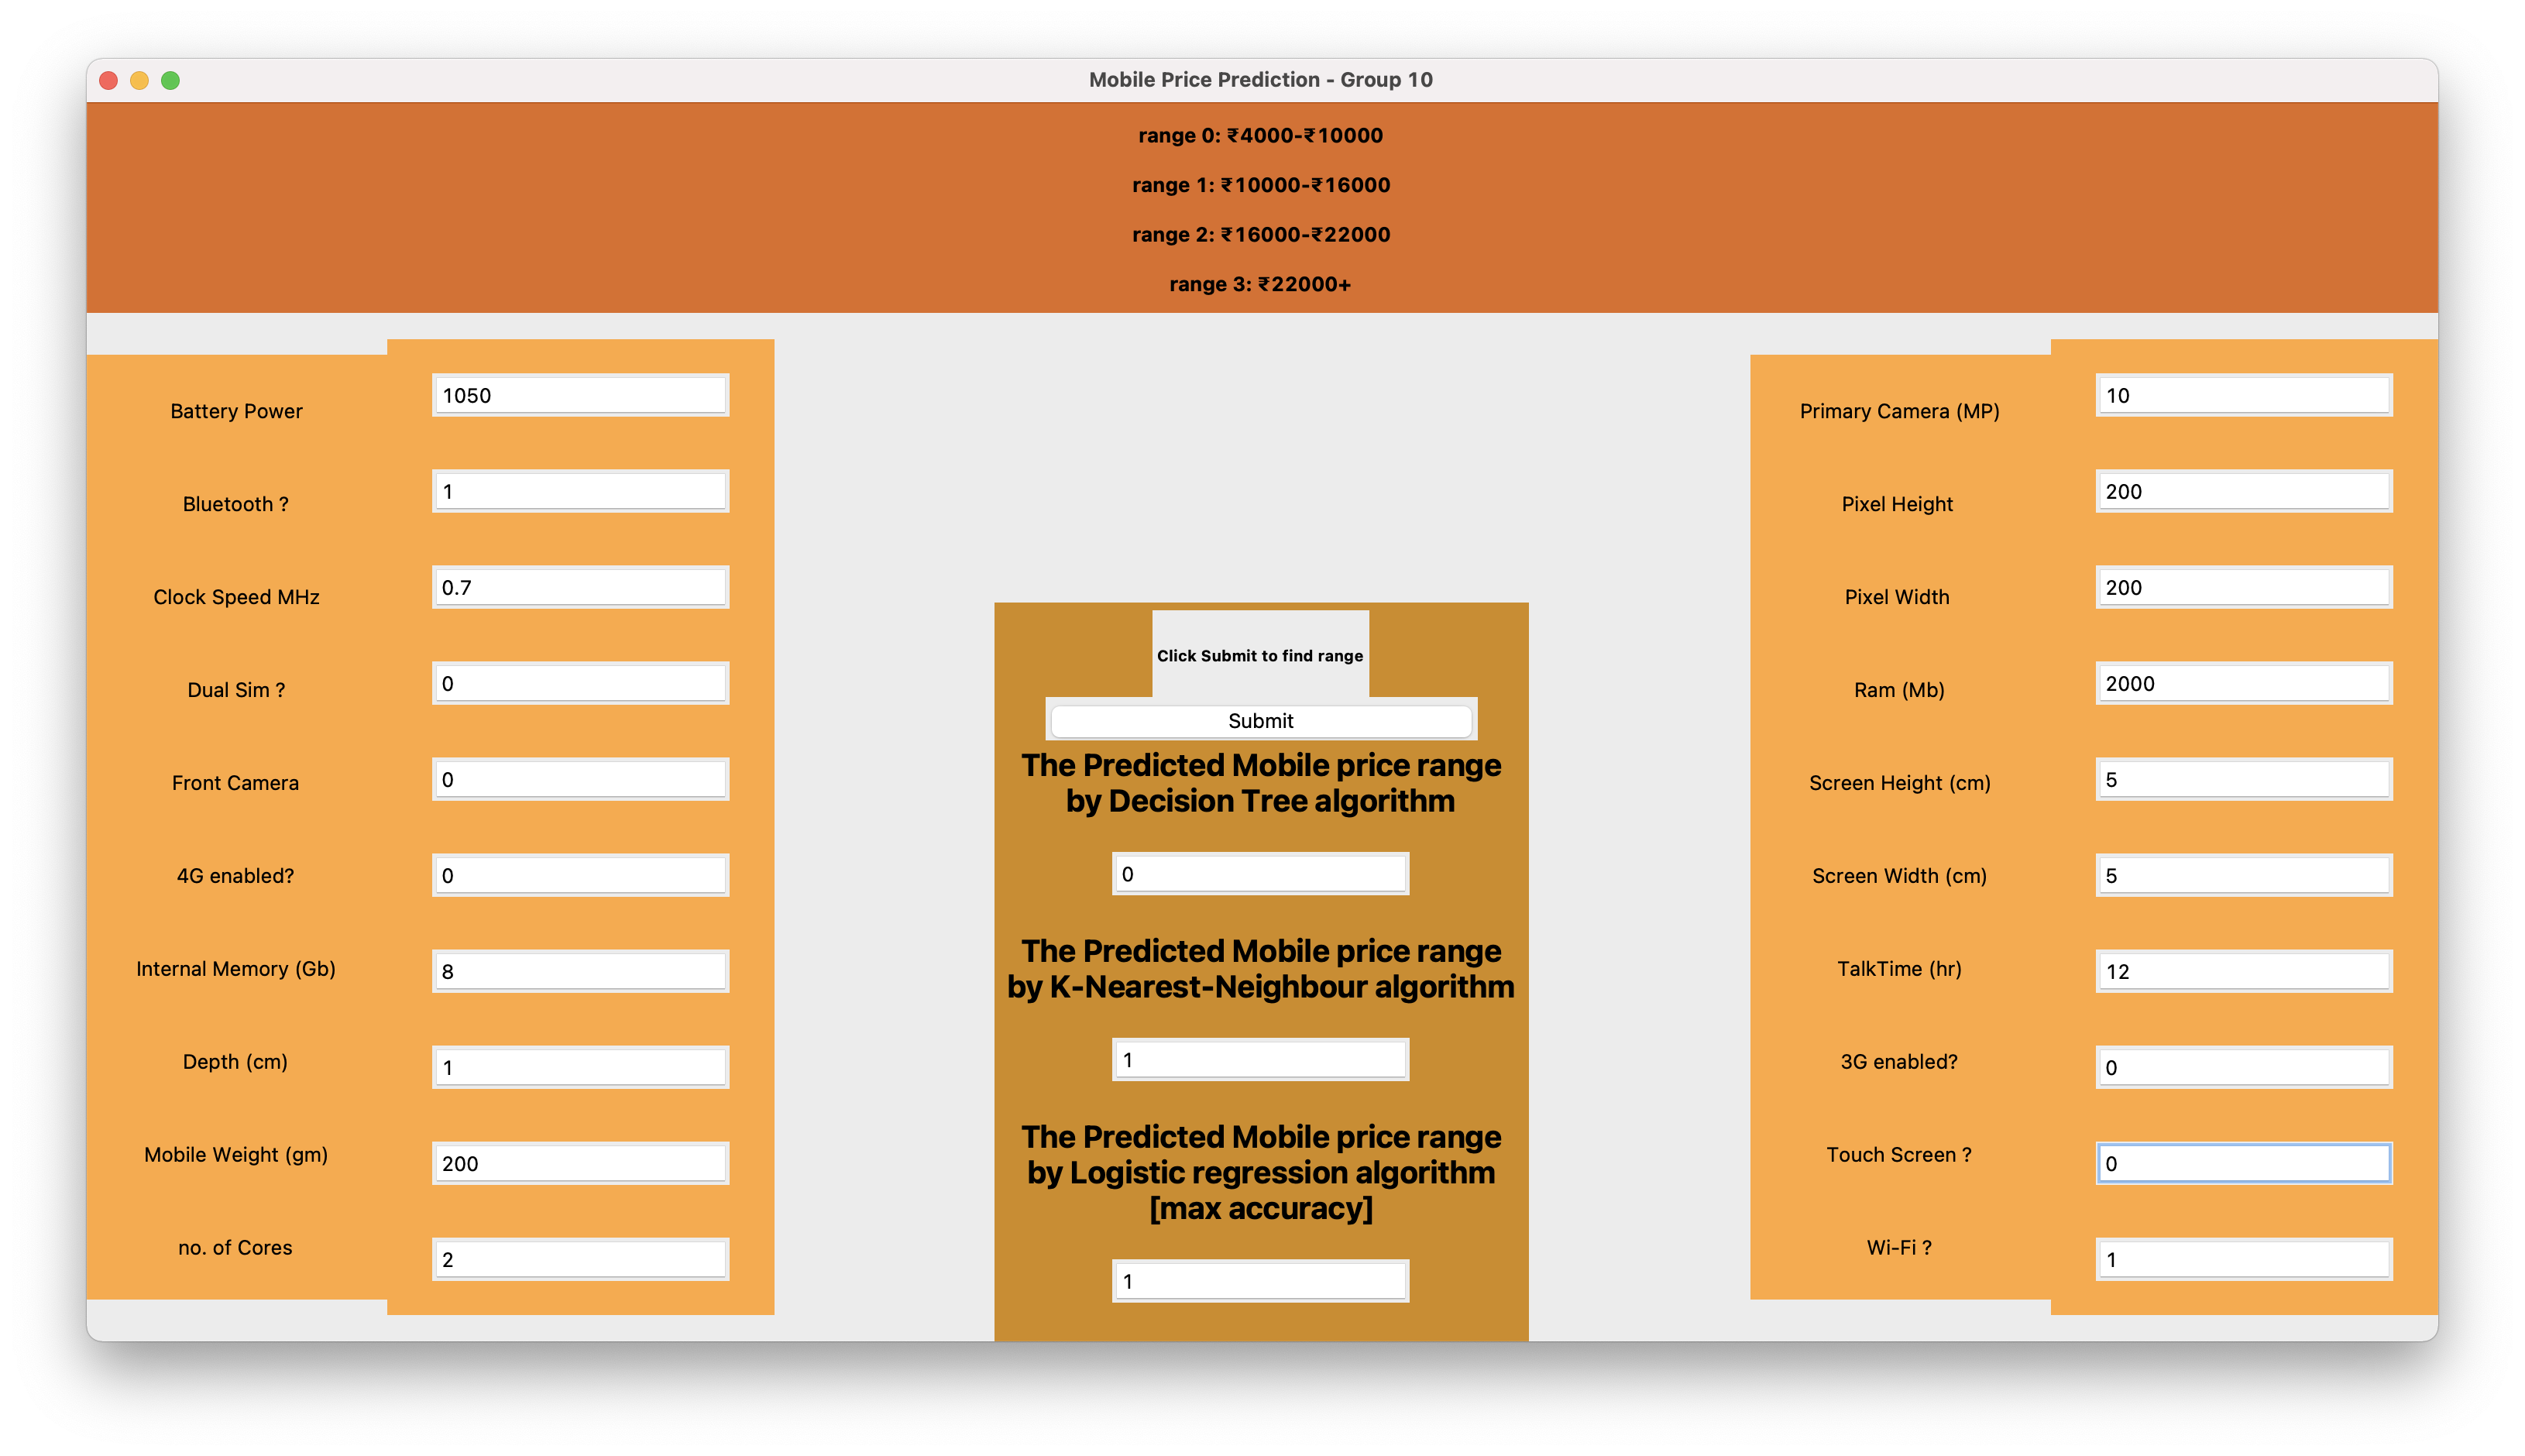 Mobile Price Prediction - Group 10
range 0: ₹4000-₹10000
range 1: ₹10000-₹16000
range 2: ₹16000-₹22000
range 3: ₹22000+
Battery Power 1050
Bluetooth ? 1
Clock Speed MHz 0.7
Dual Sim ? 0
Front Camera 0
4G enabled? 0
Internal Memory (Gb) 8
Depth (cm) 1
Mobile Weight (gm) 200
no. of Cores 2
Click Submit to find range
Submit
The Predicted Mobile price range
by Decision Tree algorithm
0
The Predicted Mobile price range
by K-Nearest-Neighbour algorithm
1
The Predicted Mobile price range
by Logistic regression algorithm
[max accuracy]
1
Primary Camera (MP) 10
Pixel Height 200
Pixel Width 200
Ram (Mb) 2000
Screen Height (cm) 5
Screen Width (cm) 5
TalkTime (hr) 12
3G enabled? 0
Touch Screen ? 0
Wi-Fi ? 1